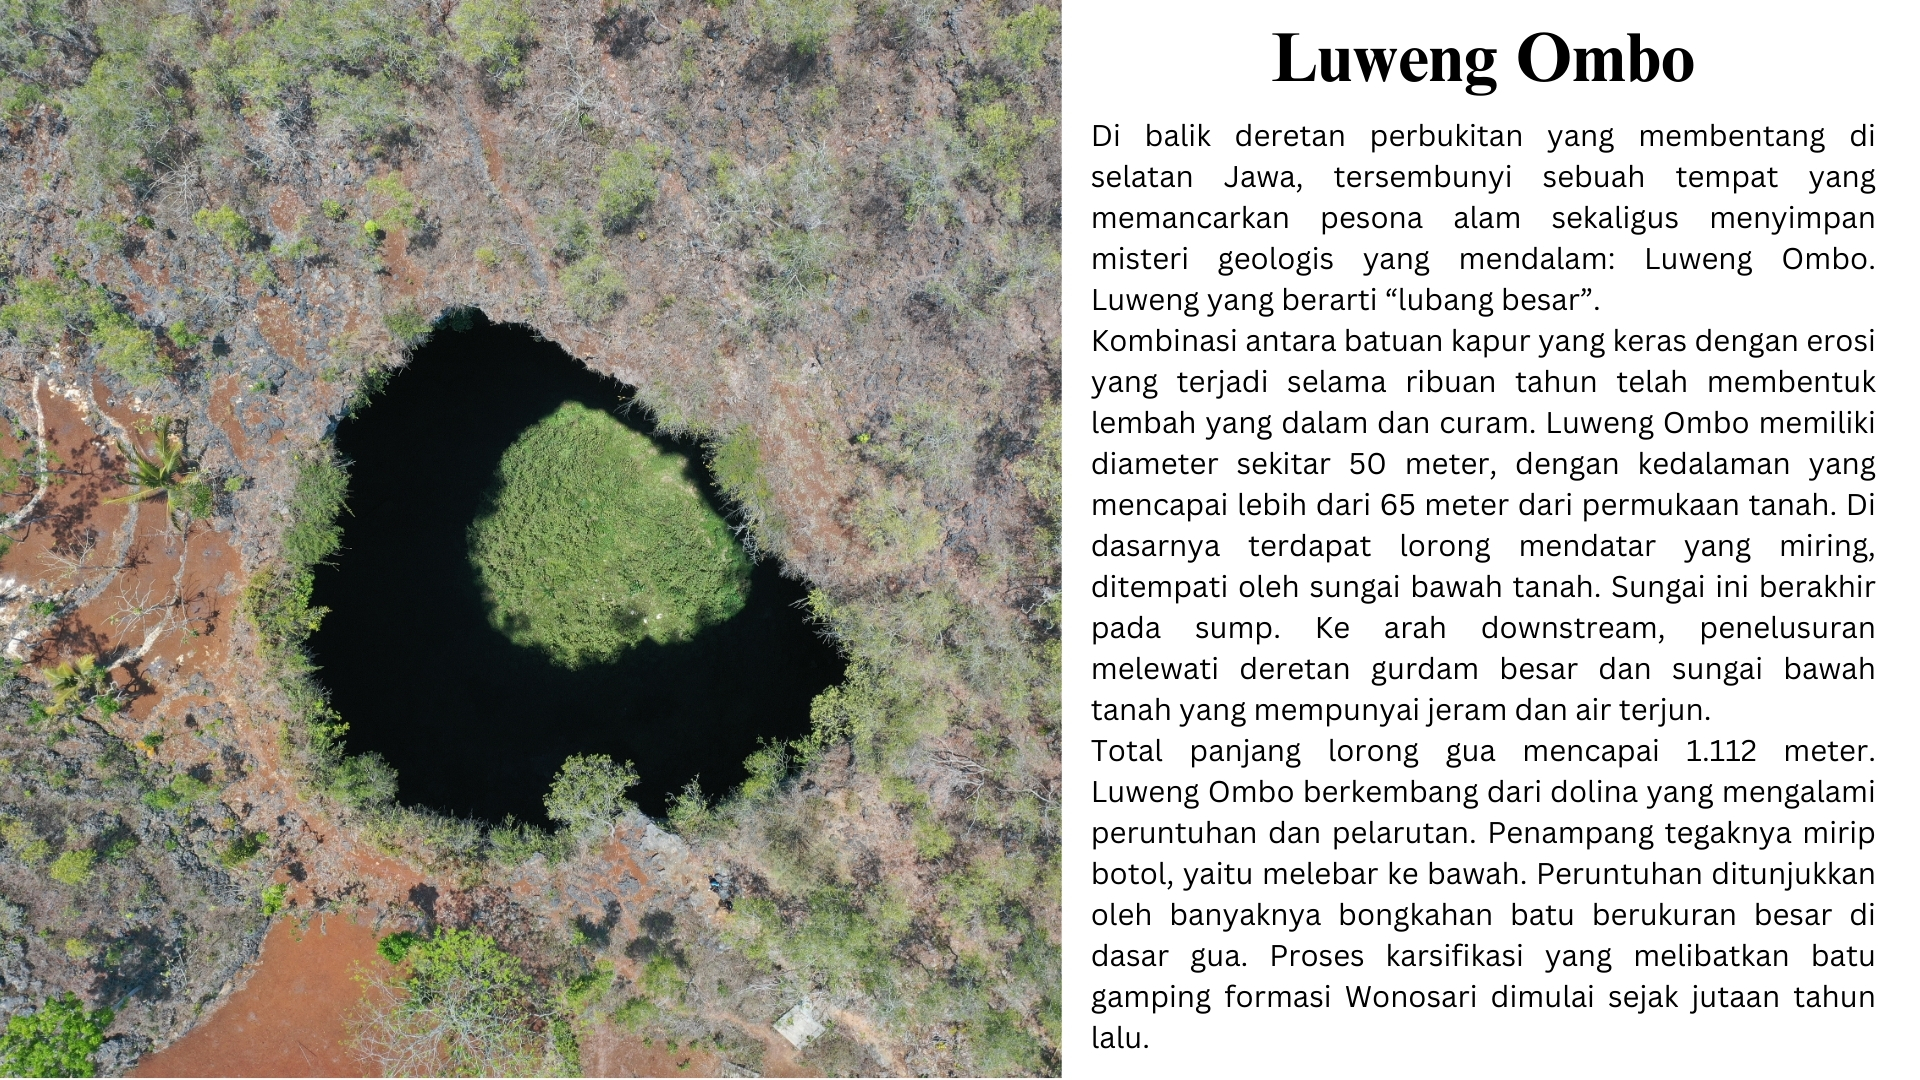 Luweng Ombo
Di balik deretan perbukitan yang membentang di
selatan Jawa, tersembunyi sebuah tempat yang
memancarkan pesona alam sekaligus menyimpan
misteri geologis yang mendalam: Luweng Ombo.
Luweng yang berarti “lubang besar”.
Kombinasi antara batuan kapur yang keras dengan erosi
yang terjadi selama ribuan tahun telah membentuk
lembah yang dalam dan curam. Luweng Ombo memiliki
diameter sekitar 50 meter, dengan kedalaman yang
mencapai lebih dari 65 meter dari permukaan tanah. Di
dasarnya terdapat lorong mendatar yang miring,
ditempati oleh sungai bawah tanah. Sungai ini berakhir
pada sump. Ke arah downstream, penelusuran
melewati deretan gurdam besar dan sungai bawah
tanah yang mempunyai jeram dan air terjun.
Total panjang lorong gua mencapai 1.112 meter.
Luweng Ombo berkembang dari dolina yang mengalami
peruntuhan dan pelarutan. Penampang tegaknya mirip
botol, yaitu melebar ke bawah. Peruntuhan ditunjukkan
oleh banyaknya bongkahan batu berukuran besar di
dasar gua. Proses karsifikasi yang melibatkan batu
gamping formasi Wonosari dimulai sejak jutaan tahun
lalu.